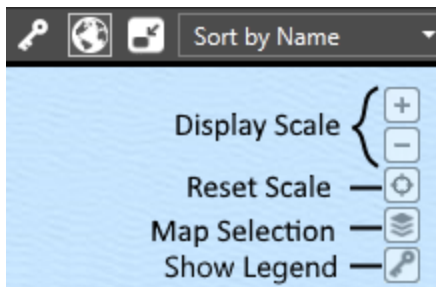 Sort by Name
Display Scale
Reset Scale
Map Selection
Show Legend